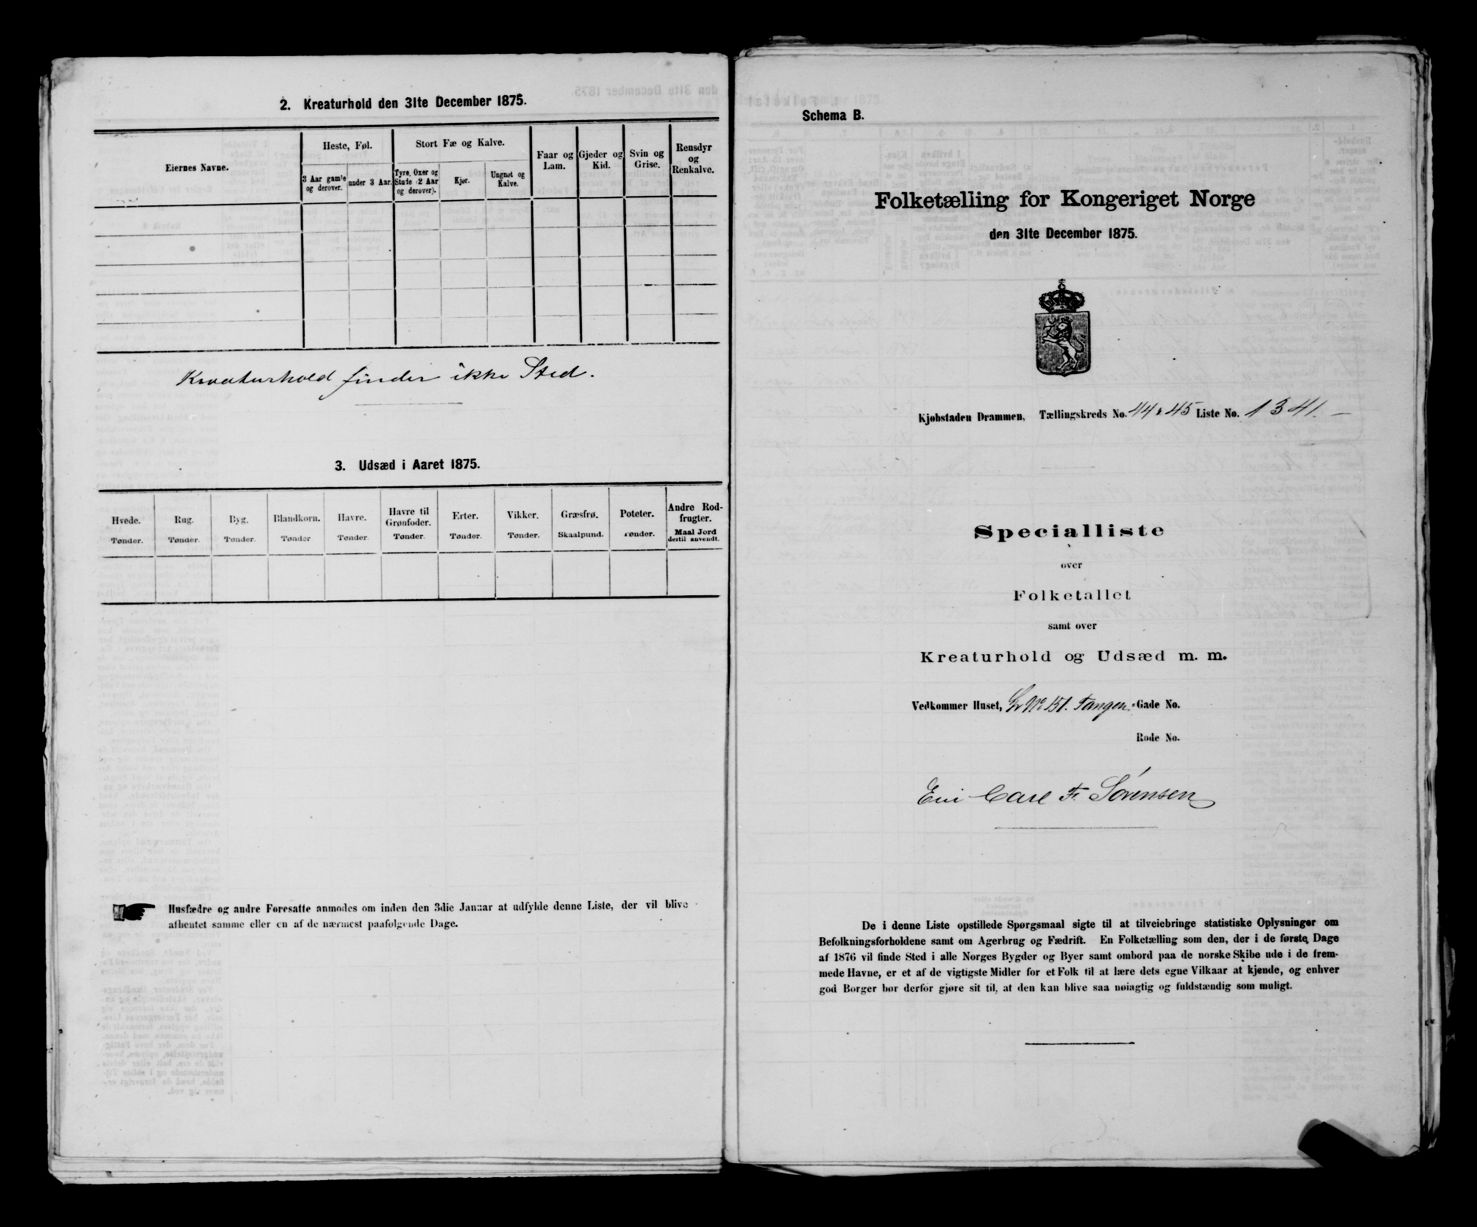 2. Kreaturhold den 31te December 1875.
Eiernes Navne.
Heste, Føl.
3 Aar gamle og derover.
under 3 Aar.
Stort Fæ og Kalve.
Tyre, Oxer og Stude (2 Aar og derover).
Kjør.
Ungnøt og Kalve.
Faar og Lam.
Gjeder og Kid.
Svin og Grise.
Rensdyr og Renkalve.
Kreaturhold finder ikke Sted.
3. Udsæd i Aaret 1875.
Hvede. Tønder.
Rug. Tønder.
Byg. Tønder.
Blandkorn. Tønder
Havre. Tønder.
Havre til Grønfoder. Tønder.
Erter. Tønder.
Vikker. Tønder.
Græsfrø. Skaalpund.
Poteter. Tønder.
Andre Rodfrugter. Maal Jord dertil anvendt.
Husfædre og andre Foresatte anmodes om inden den 3die Januar at udfylde denne Liste, der vil blive
afhentet samme eller en af de nærmest paafølgende Dage.
Schema B.
Folketælling for Kongeriget Norge
den 31te December 1875.
Kjøbstaden Drammen, Tællingskreds No. 44 & 45 Liste No. 1341.
Specialliste
over
Folketallet
samt over
Kreaturhold og Udsæd m. m.
Vedkommer Huset, Gr No 151. Tangen. Gade No.
Rode No.
Eier Carl Fr. Sørensen
De i denne Liste opstillede Spørgsmaal sigte til at tilveiebringe statistiske Oplysninger om
Befolkningsforholdene samt om Agerbrug og Fædrift. En Folketælling som den, der i de første Dage
af 1876 vil finde Sted i alle Norges Bygder og Byer samt ombord paa de norske Skibe ude i de frem-
mede Havne, er et af de vigtigste Midler for et Folk til at lære dets egne Vilkaar at kjende, og enhver
god Borger bør derfor gjøre sit til, at den kan blive saa nøiagtig og fuldstændig som muligt.